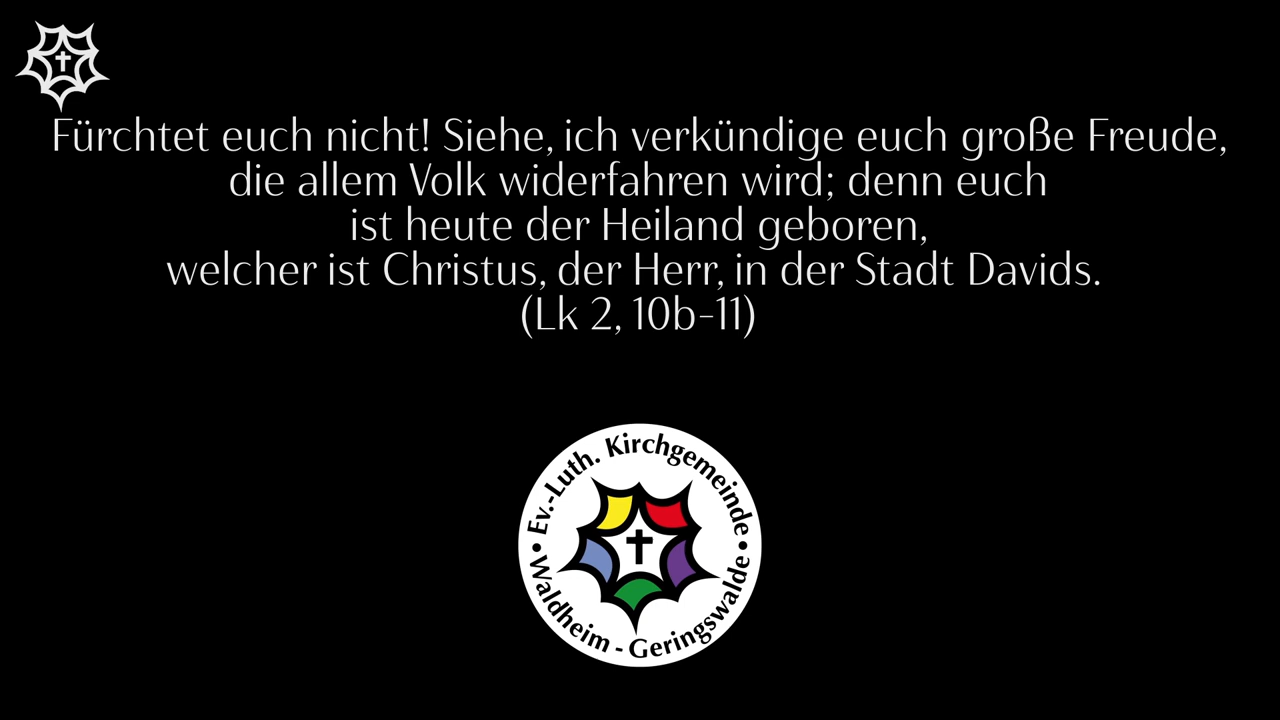 Fürchtet euch nicht! Siehe, ich verkündige euch große Freude,
die allem Volk widerfahren wird; denn euch
ist heute der Heiland geboren,
welcher ist Christus, der Herr, in der Stadt Davids.
(Lk 2, 10b-11)
Ev.-Luth. Kirchgemeinde
• Waldheim - Geringswalde •